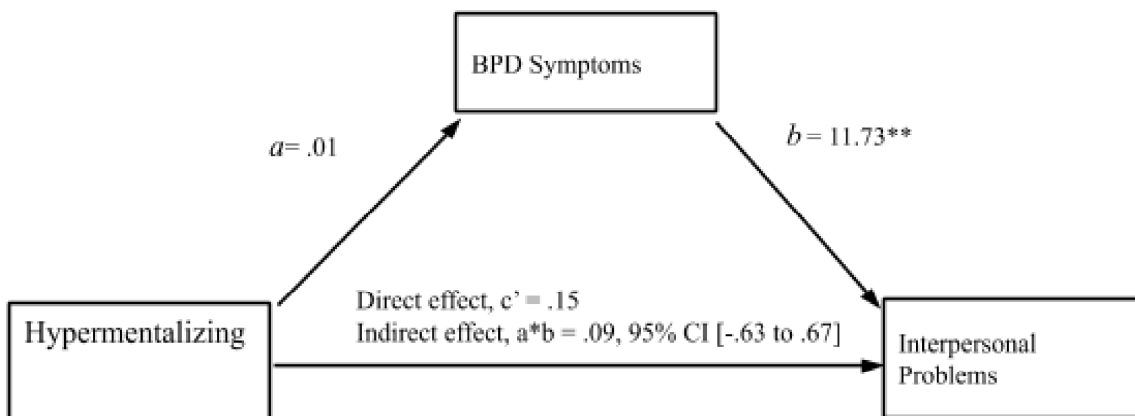 BPD Symptoms
a= .01
b = 11.73**
Direct effect, c’ = .15
Indirect effect, a*b = .09, 95% CI [-.63 to .67]
Hypermentalizing
Interpersonal
Problems